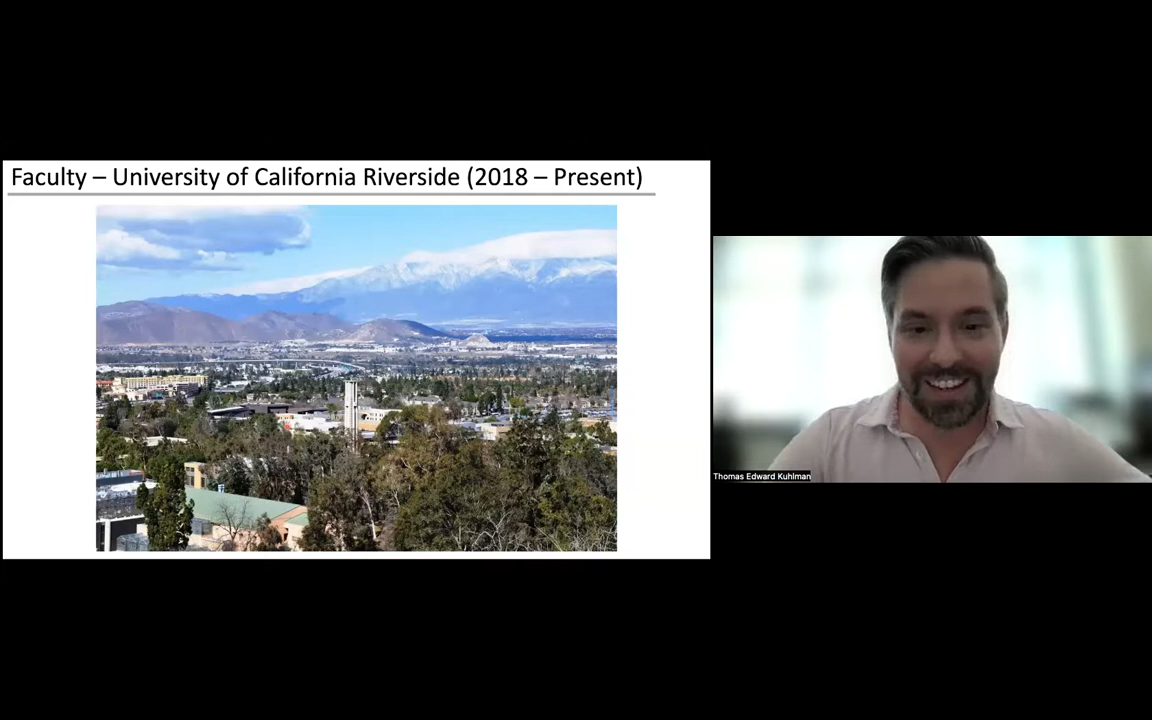 Faculty – University of California Riverside (2018 – Present)
Thomas Edward Kuhlman